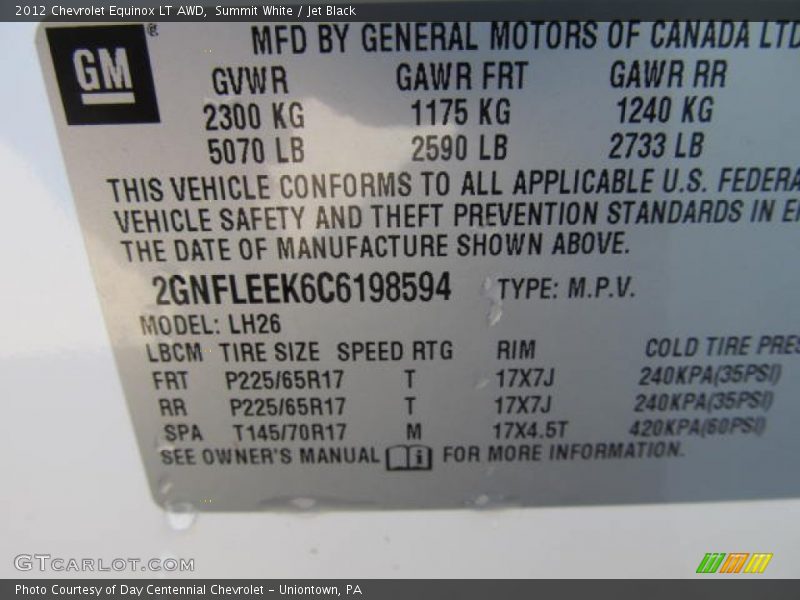 2012 Chevrolet Equinox LT AWD, Summit White / Jet Black
GM
MFD BY GENERAL MOTORS OF CANADA LTD
GVWR GAWR FRT GAWR RR
2300 KG 1175 KG 1240 KG
5070 LB 2590 LB 2733 LB
THIS VEHICLE CONFORMS TO ALL APPLICABLE U.S. FEDERA
VEHICLE SAFETY AND THEFT PREVENTION STANDARDS IN
THE DATE OF MANUFACTURE SHOWN ABOVE.
2GNFLEEK6C6198594 TYPE: M.P.V.
MODEL: LH26
LBCM TIRE SIZE SPEED RTG RIM COLD TIRE PRES
FRT P225/65R17 T 17X7J 240KPA(35PSI)
RR P225/65R17 T 17X7J 240KPA(35PSI)
SPA T145/70R17 M 17X4.5T 420KPA(60PSI)
SEE OWNER'S MANUAL i FOR MORE INFORMATION.
GTCARLOT.COM
Photo Courtesy of Day Centennial Chevrolet - Uniontown, PA